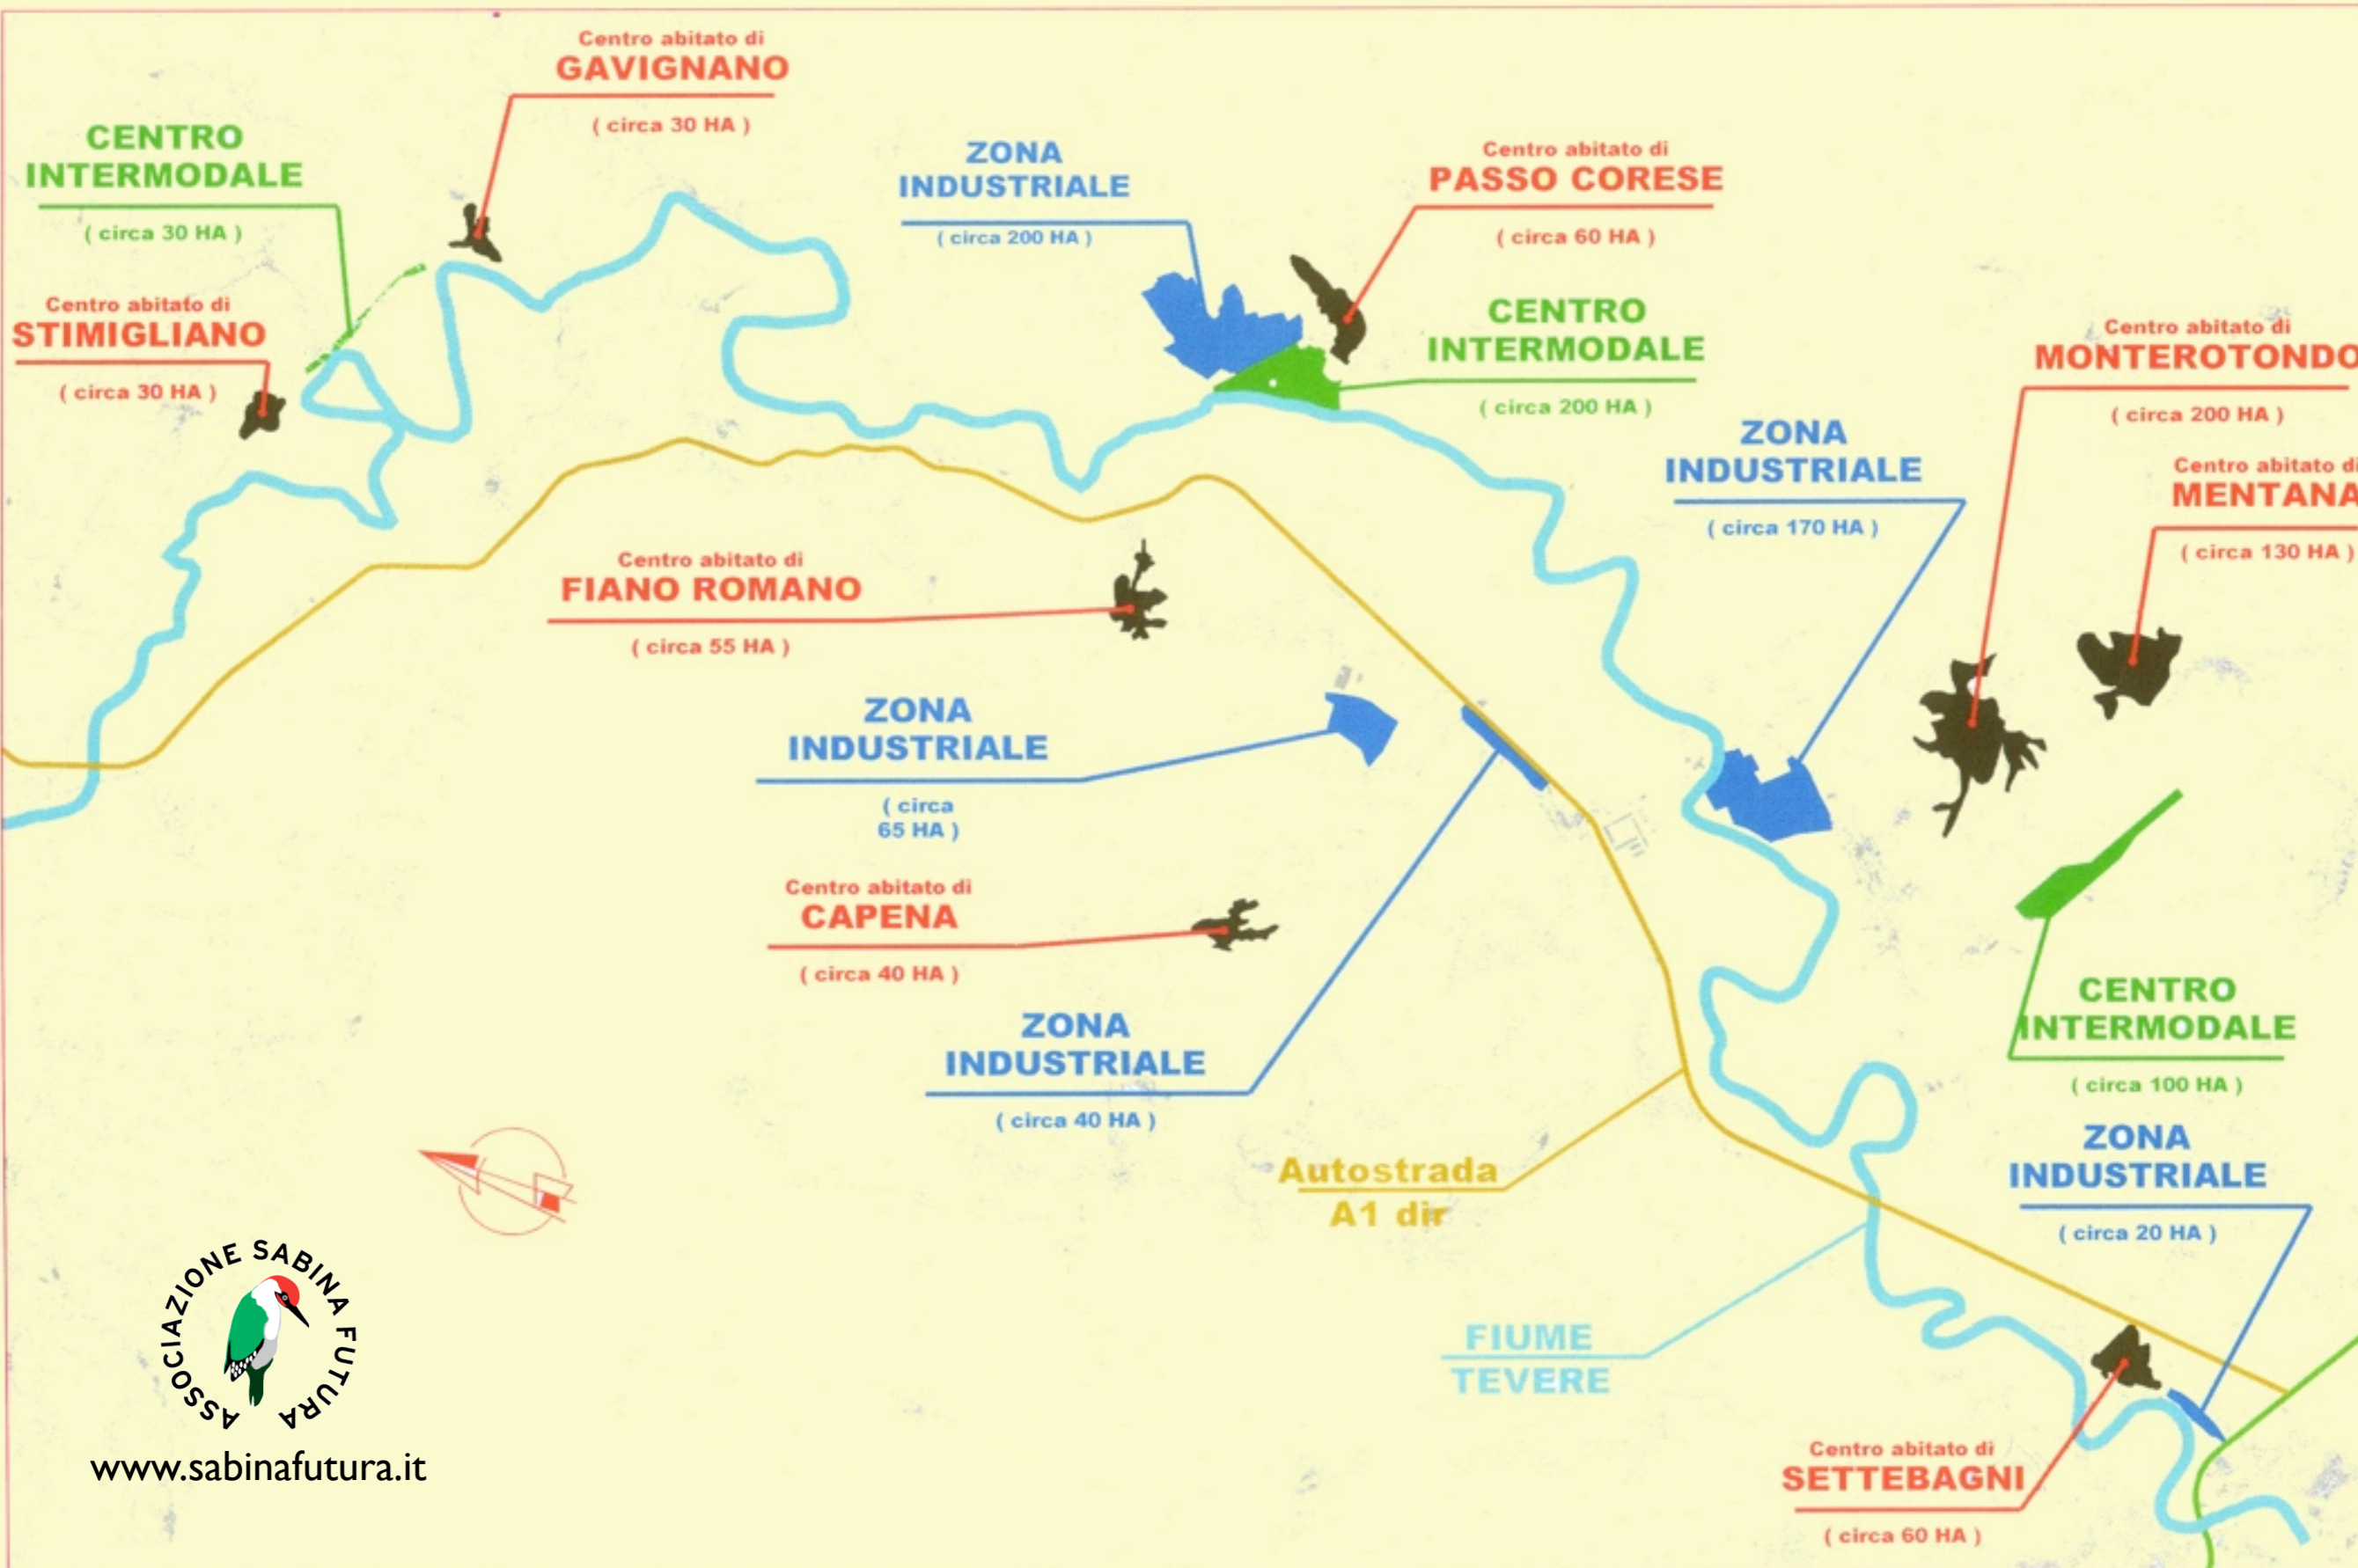 Centro abitato di
GAVIGNANO
( circa 30 HA )
CENTRO
INTERMODALE
( circa 30 HA )
Centro abitato di
STIMIGLIANO
( circa 30 HA )
ZONA
INDUSTRIALE
( circa 200 HA )
Centro abitato di
PASSO CORESE
( circa 60 HA )
CENTRO
INTERMODALE
( circa 200 HA )
Centro abitato di
MONTEROTONDO
( circa 200 HA )
ZONA
INDUSTRIALE
( circa 170 HA )
Centro abitato di
MENTANA
( circa 130 HA )
Centro abitato di
FIANO ROMANO
( circa 55 HA )
ZONA
INDUSTRIALE
( circa
65 HA )
Centro abitato di
CAPENA
( circa 40 HA )
ZONA
INDUSTRIALE
( circa 40 HA )
CENTRO
INTERMODALE
( circa 100 HA )
ZONA
INDUSTRIALE
( circa 20 HA )
Autostrada
A1 dir
FIUME
TEVERE
Centro abitato di
SETTEBAGNI
( circa 60 HA )
ASSOCIAZIONE SABINA FUTURA
www.sabinafutura.it